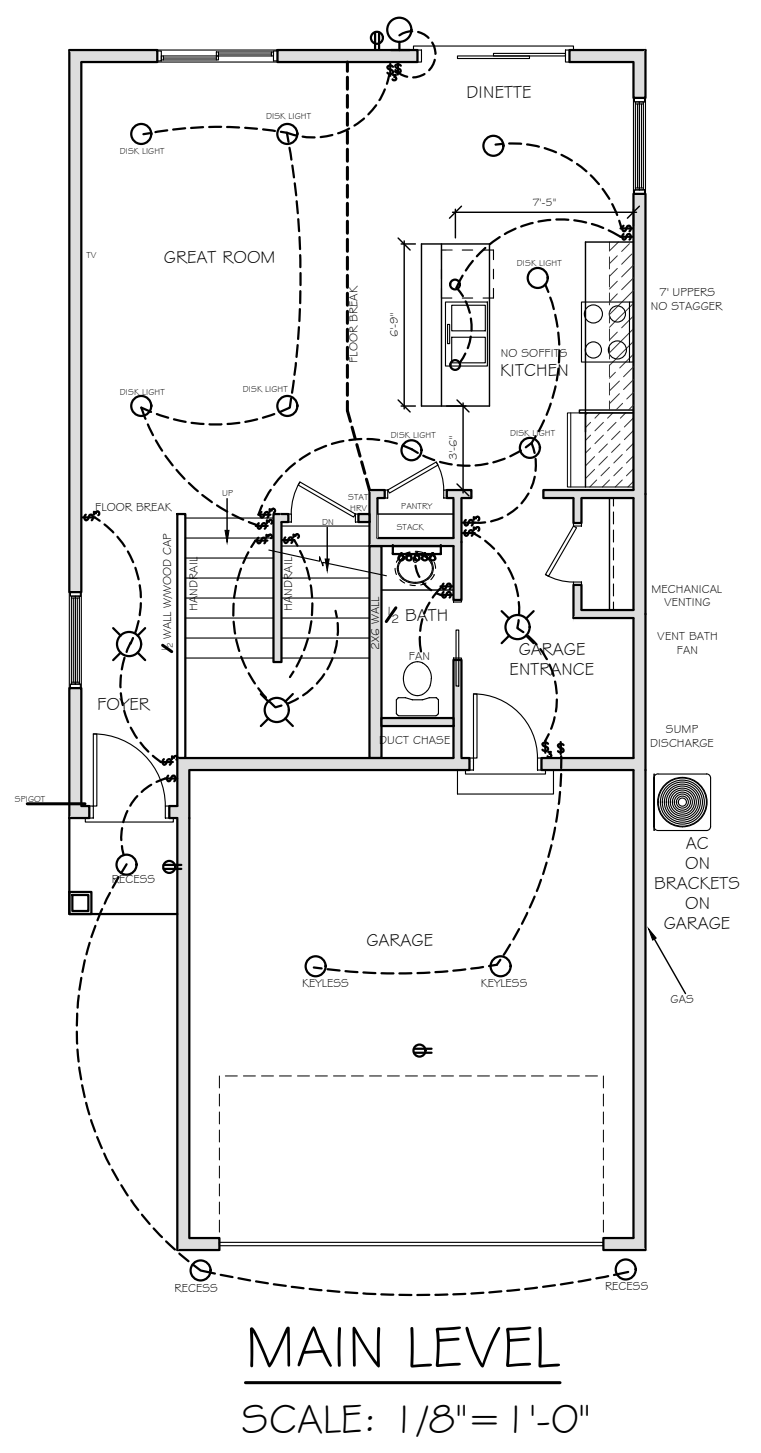 DINETTE
DISK LIGHT
DISK LIGHT
7'-5"
GREAT ROOM
TV
DISK LIGHT
7' UPPERS
NO STAGGER
FLOOR BREAK
6'-9"
NO SOFFITS
KITCHEN
DISK LIGHT
DISK LIGHT
DISK LIGHT
DISK LIGHT
3'-6"
UP
STAT
HRV
PANTRY
FLOOR BREAK
DN
STACK
1/2 WALL W/WOOD CAP
HANDRAIL
HANDRAIL
2X6 WALL
1/2 BATH
FAN
MECHANICAL
VENTING
VENT BATH
FAN
GARAGE
ENTRANCE
FOYER
DUCT CHASE
SUMP
DISCHARGE
SPIGOT
AC
ON
BRACKETS
ON
GARAGE
RECESS
GARAGE
KEYLESS
KEYLESS
GAS
RECESS
RECESS
MAIN LEVEL
SCALE: 1/8"=1'-0"